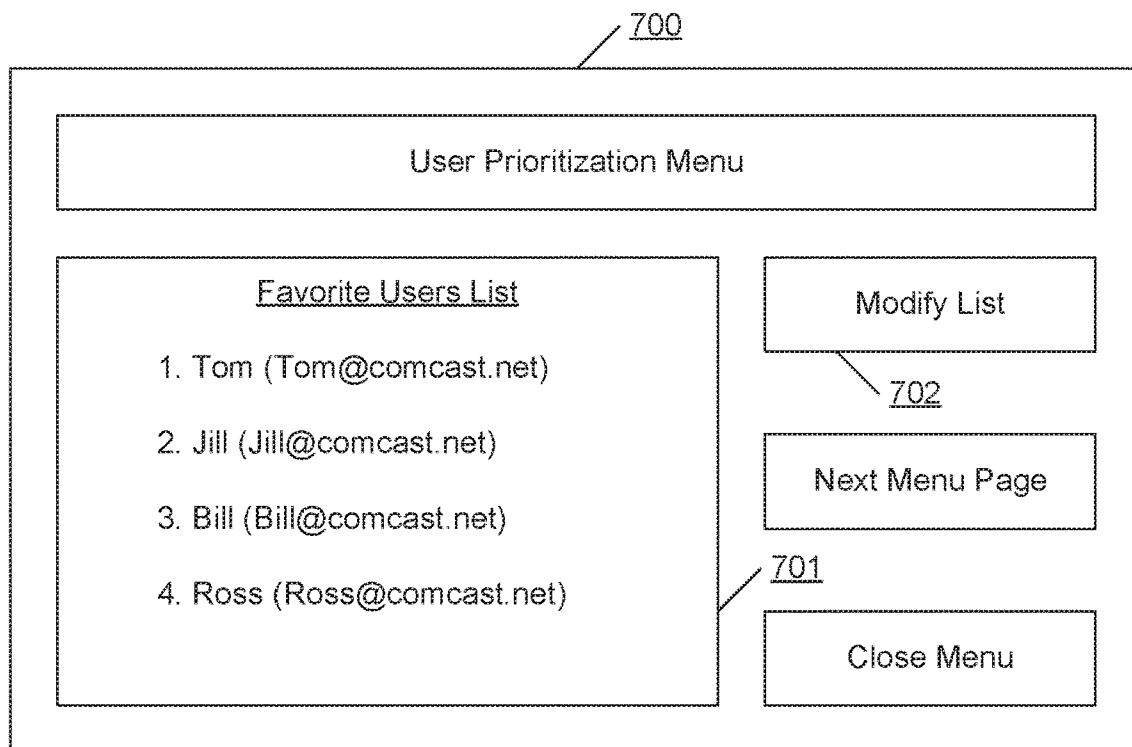 700
User Prioritization Menu
Favorite Users List
1. Tom (Tom@comcast.net)
2. Jill (Jill@comcast.net)
3. Bill (Bill@comcast.net)
4. Ross (Ross@comcast.net)
701
Modify List
702
Next Menu Page
Close Menu